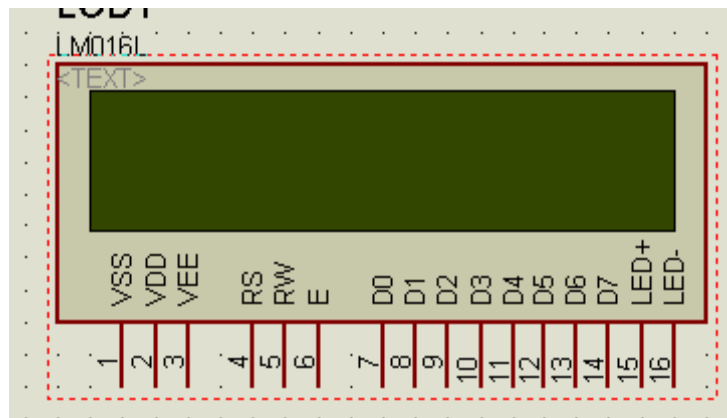 LCD1
LM016L
<TEXT>
VSS VDD VEE RS RW E D0 D1 D2 D3 D4 D5 D6 D7 LED+ LED-
1 2 3 4 5 6 7 8 9 10 11 12 13 14 15 16